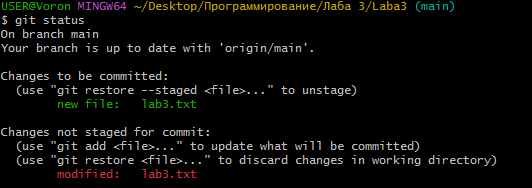 USER@Voron MINGW64 ~/Desktop/Программирование/Лаба 3/Laba3 (main)
$ git status
On branch main
Your branch is up to date with 'origin/main'.

Changes to be committed:
  (use "git restore --staged <file>..." to unstage)
        new file:   lab3.txt

Changes not staged for commit:
  (use "git add <file>..." to update what will be committed)
  (use "git restore <file>..." to discard changes in working directory)
        modified:   lab3.txt